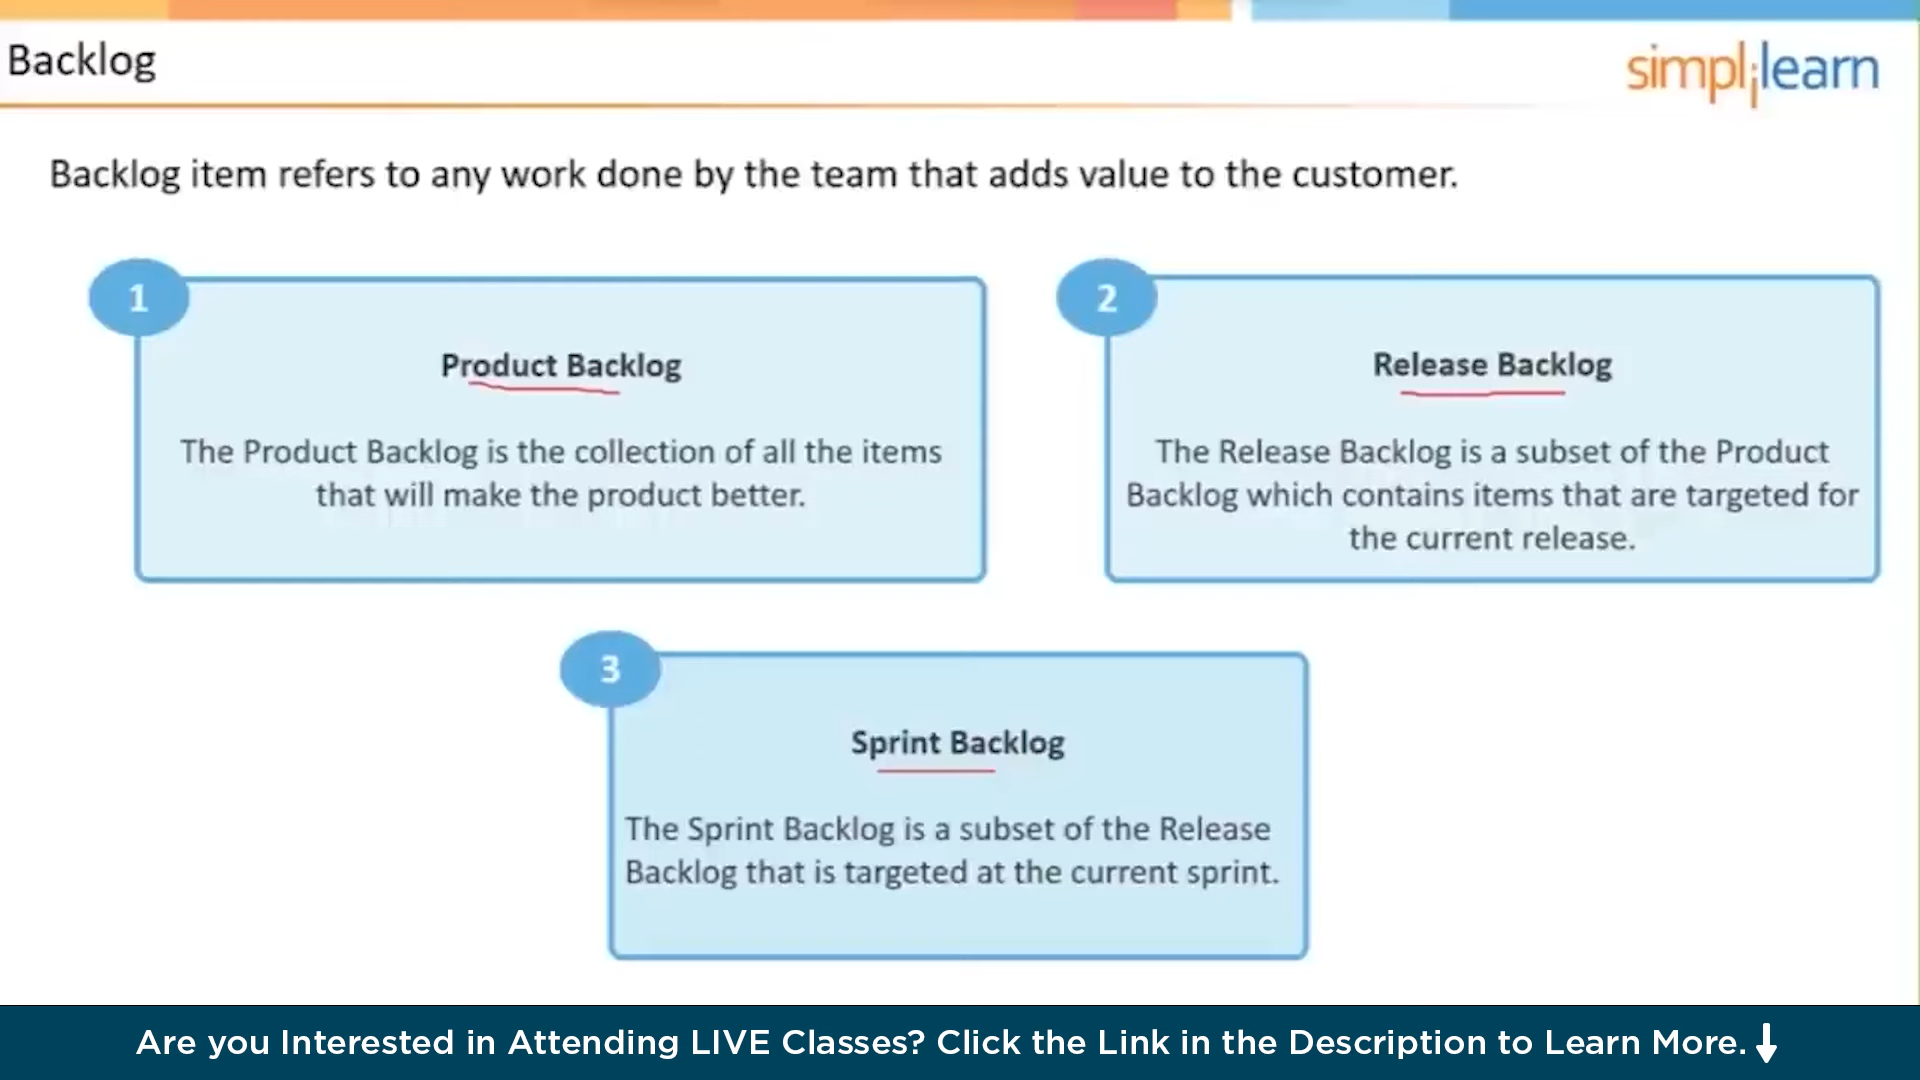 Backlog
simplilearn
Backlog item refers to any work done by the team that adds value to the customer.
1
Product Backlog
The Product Backlog is the collection of all the items
that will make the product better.
2
Release Backlog
The Release Backlog is a subset of the Product
Backlog which contains items that are targeted for
the current release.
3
Sprint Backlog
The Sprint Backlog is a subset of the Release
Backlog that is targeted at the current sprint.
Are you Interested in Attending LIVE Classes? Click the Link in the Description to Learn More.